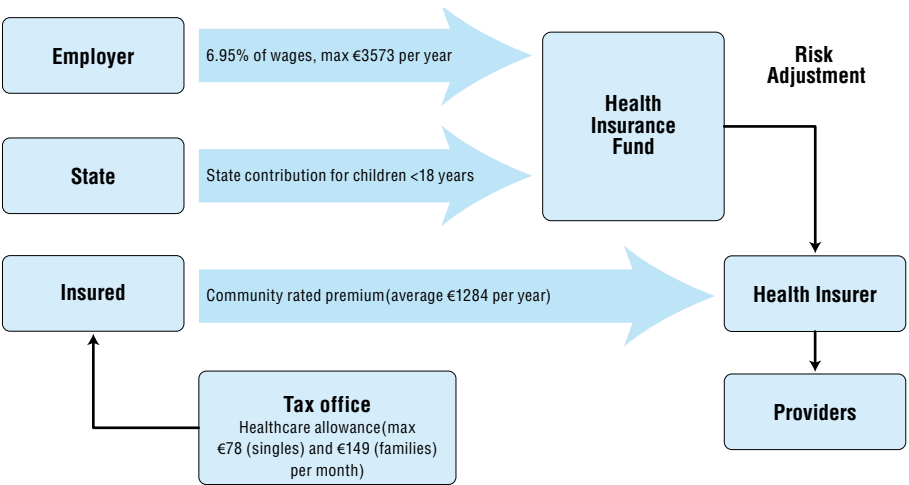 Employer
6.95% of wages, max €3573 per year
Health
Insurance
Fund
Risk
Adjustment
State
State contribution for children <18 years
Insured
Community rated premium(average €1284 per year)
Health Insurer
Tax office
Healthcare allowance(max
€78 (singles) and €149 (families)
per month)
Providers